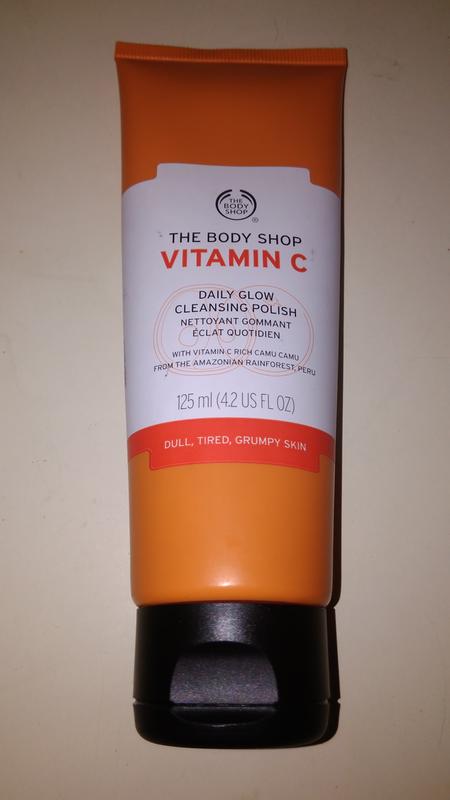 THE
BODY
SHOP
®
THE BODY SHOP
VITAMIN C
DAILY GLOW
CLEANSING POLISH
NETTOYANT GOMMANT
ÉCLAT QUOTIDIEN
WITH VITAMIN C RICH CAMU CAMU
FROM THE AMAZONIAN RAINFOREST, PERU
125 ml (4.2 US FL OZ)
DULL, TIRED, GRUMPY SKIN